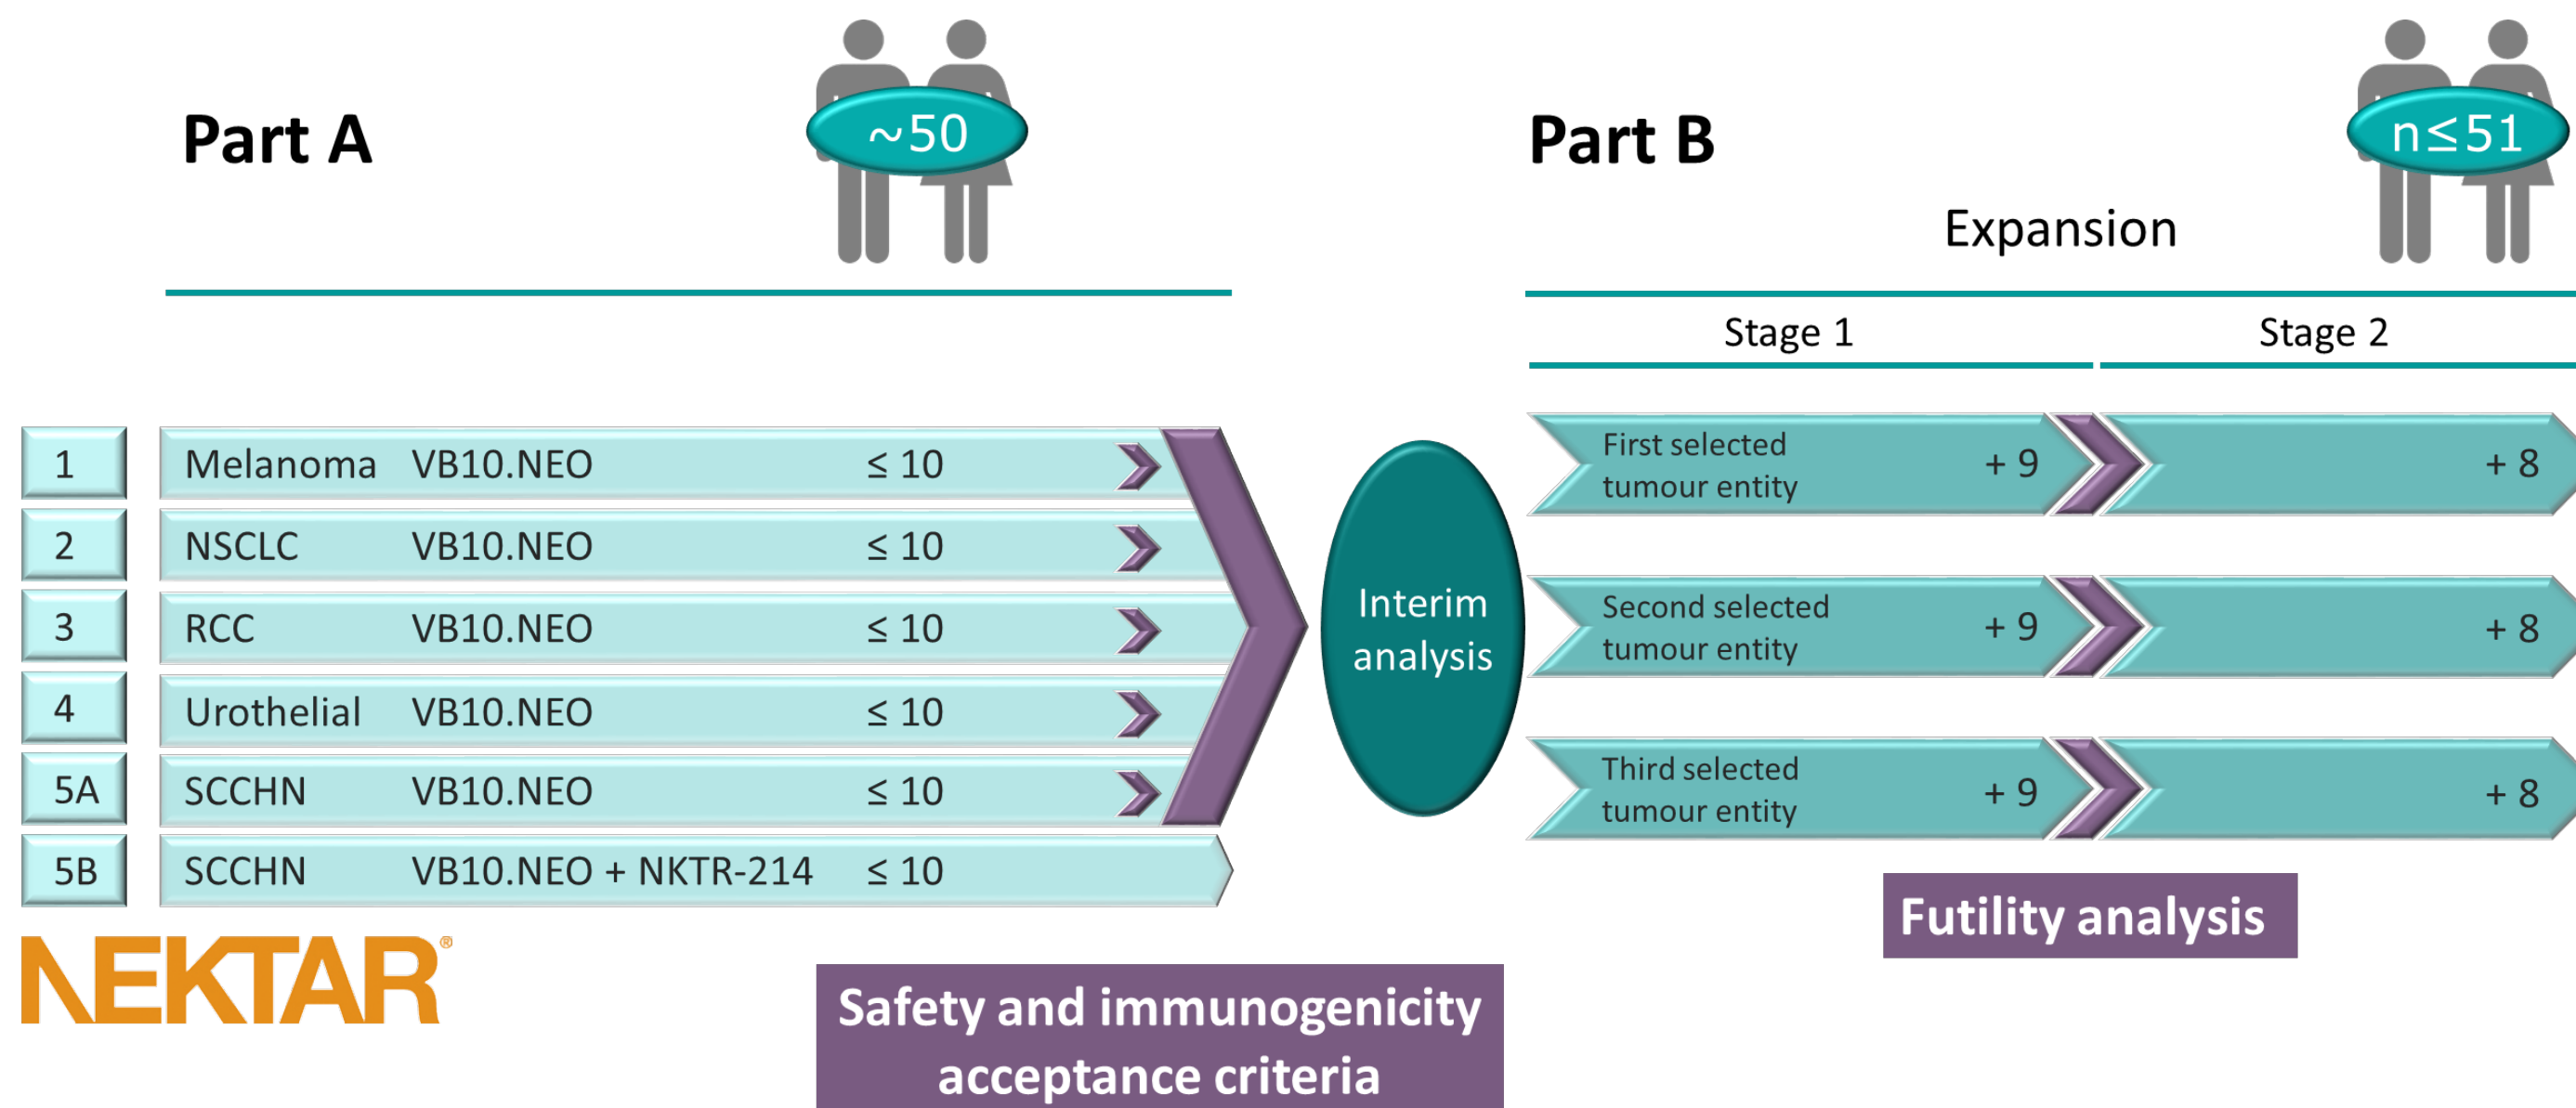 Part A
~50
1 Melanoma VB10.NEO ≤ 10
2 NSCLC VB10.NEO ≤ 10
3 RCC VB10.NEO ≤ 10
4 Urothelial VB10.NEO ≤ 10
5A SCCHN VB10.NEO ≤ 10
5B SCCHN VB10.NEO + NKTR-214 ≤ 10
NEKTAR®
Safety and immunogenicity
acceptance criteria
Interim
analysis
Part B
n≤51
Expansion
Stage 1 Stage 2
First selected
tumour entity
+ 9 + 8
Second selected
tumour entity
+ 9 + 8
Third selected
tumour entity
+ 9 + 8
Futility analysis